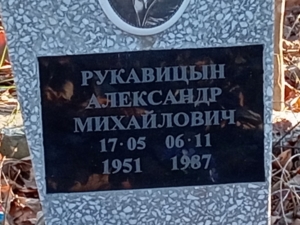 РУКАВИЦЫН
АЛЕКСАНДР
МИХАЙЛОВИЧ
17·05 06·11
1951 1987